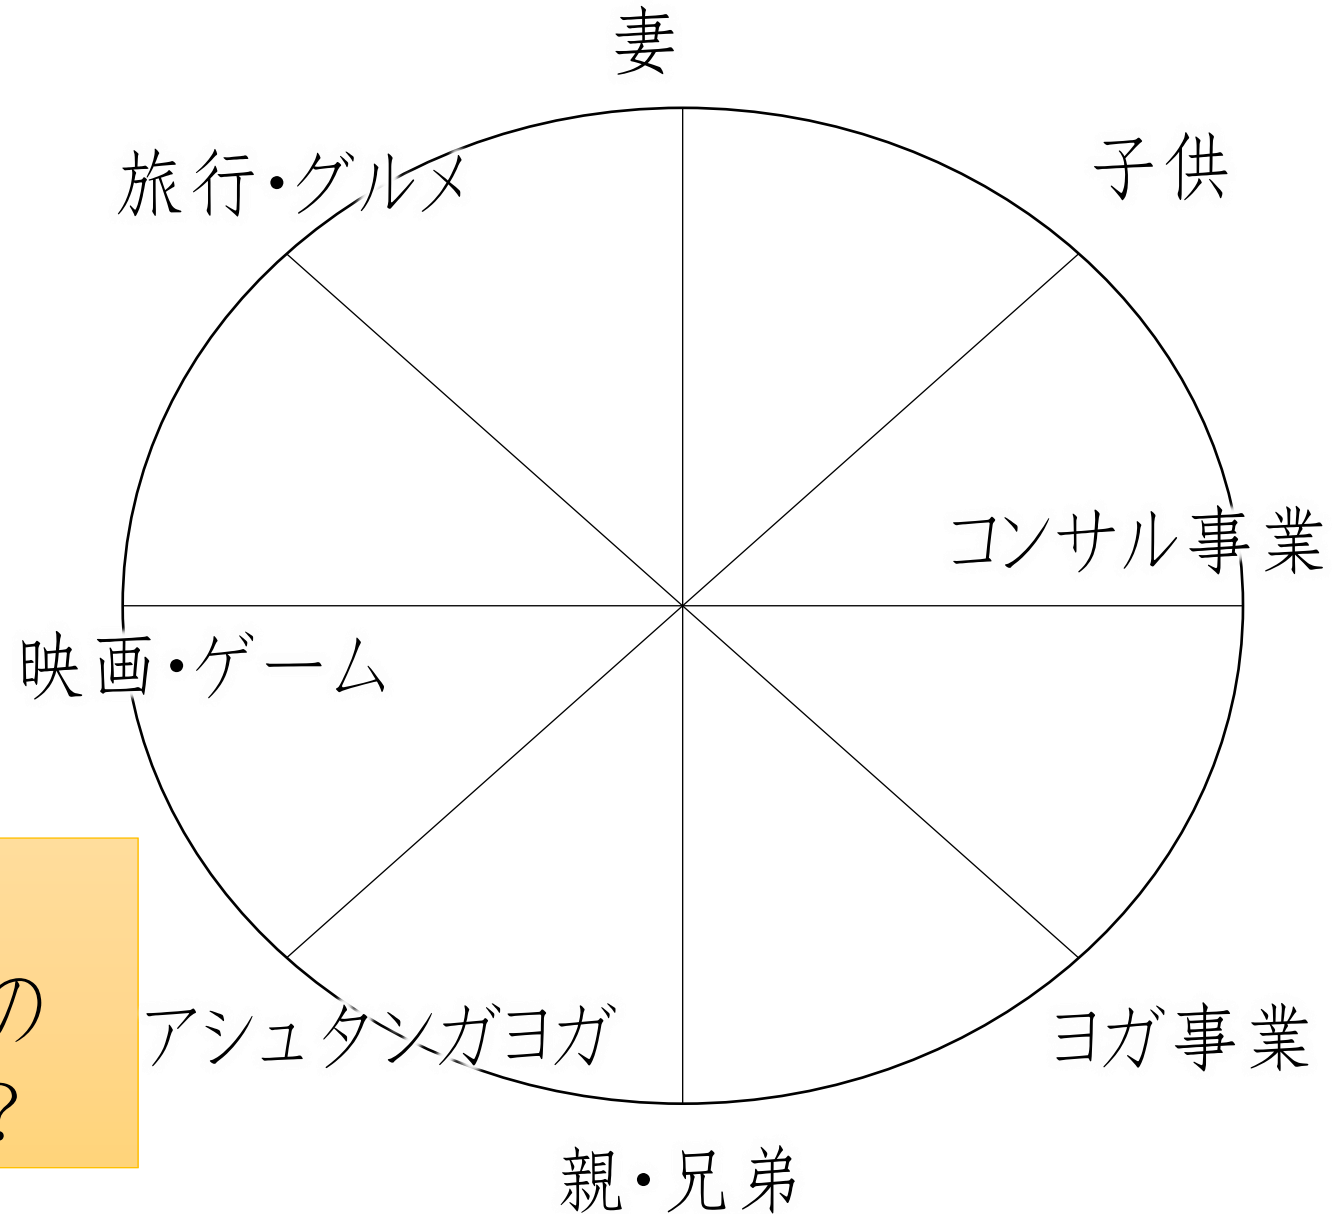 妻
旅行・グルメ
子供
コンサル事業
映画・ゲーム
の
?
アシュタンガヨガ
ヨガ事業
親・兄弟